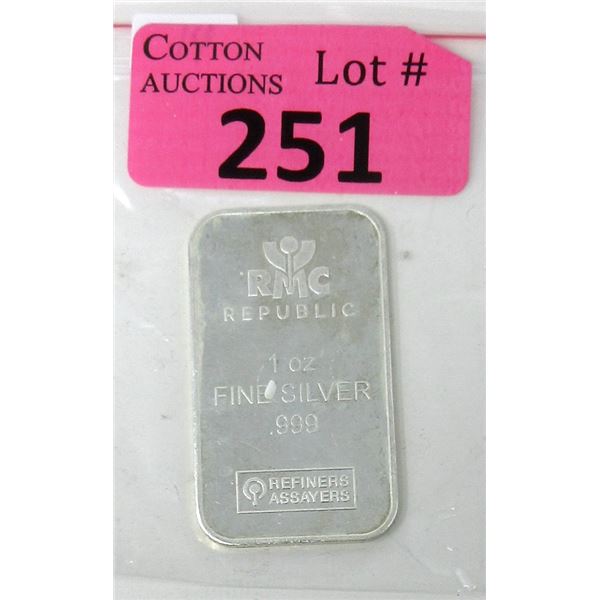 COTTON
AUCTIONS
Lot #
251
RMC
REPUBLIC
1 oz
FINE SILVER
.999
REFINERS
ASSAYERS